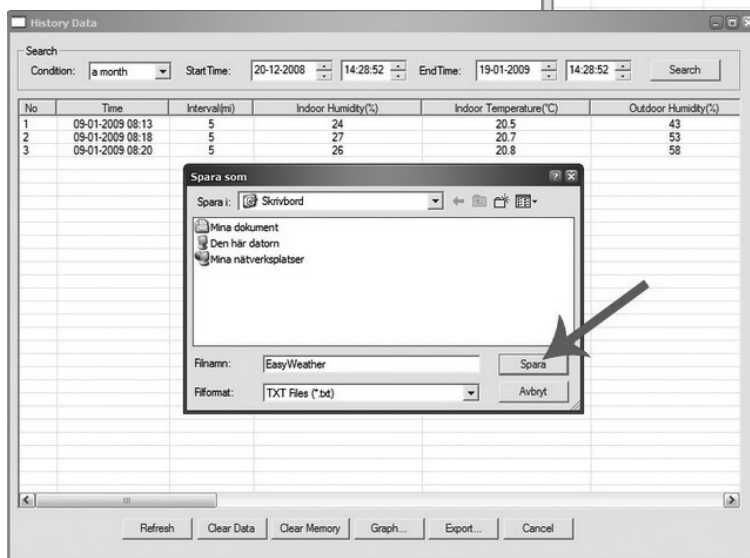 History Data
Search
Condition: a month Start Time: 20-12-2008 14:28:52 End Time: 19-01-2009 14:28:52 Search
No Time Interval(mi) Indoor Humidity(%) Indoor Temperature(°C) Outdoor Humidity(%)
1 09-01-2009 08:13 5 24 20.5 43
2 09-01-2009 08:18 5 27 20.7 53
3 09-01-2009 08:20 5 26 20.8 58
Spara som
Spara i: Skrivbord
Mina dokument
Den här datorn
Mina nätverksplatser
Filnamn: EasyWeather Spara
Filformat: TXT Files (*.txt) Avbryt
Refresh Clear Data Clear Memory Graph... Export... Cancel